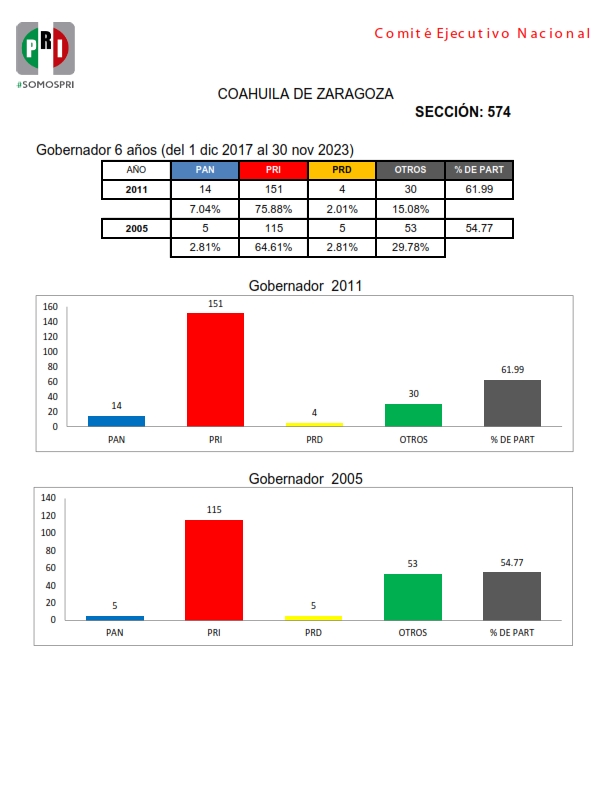 Comité Ejecutivo Nacional
PRI
#SOMOSPRI
COAHUILA DE ZARAGOZA
SECCIÓN: 574
Gobernador 6 años (del 1 dic 2017 al 30 nov 2023)
AÑO PAN PRI PRD OTROS % DE PART
2011 14 151 4 30 61.99
7.04% 75.88% 2.01% 15.08%
2005 5 115 5 53 54.77
2.81% 64.61% 2.81% 29.78%
Gobernador 2011
160
140
120
100
80
60
40
20
0
14
151
4
30
61.99
PAN PRI PRD OTROS % DE PART
Gobernador 2005
140
120
100
80
60
40
20
0
5
115
5
53
54.77
PAN PRI PRD OTROS % DE PART